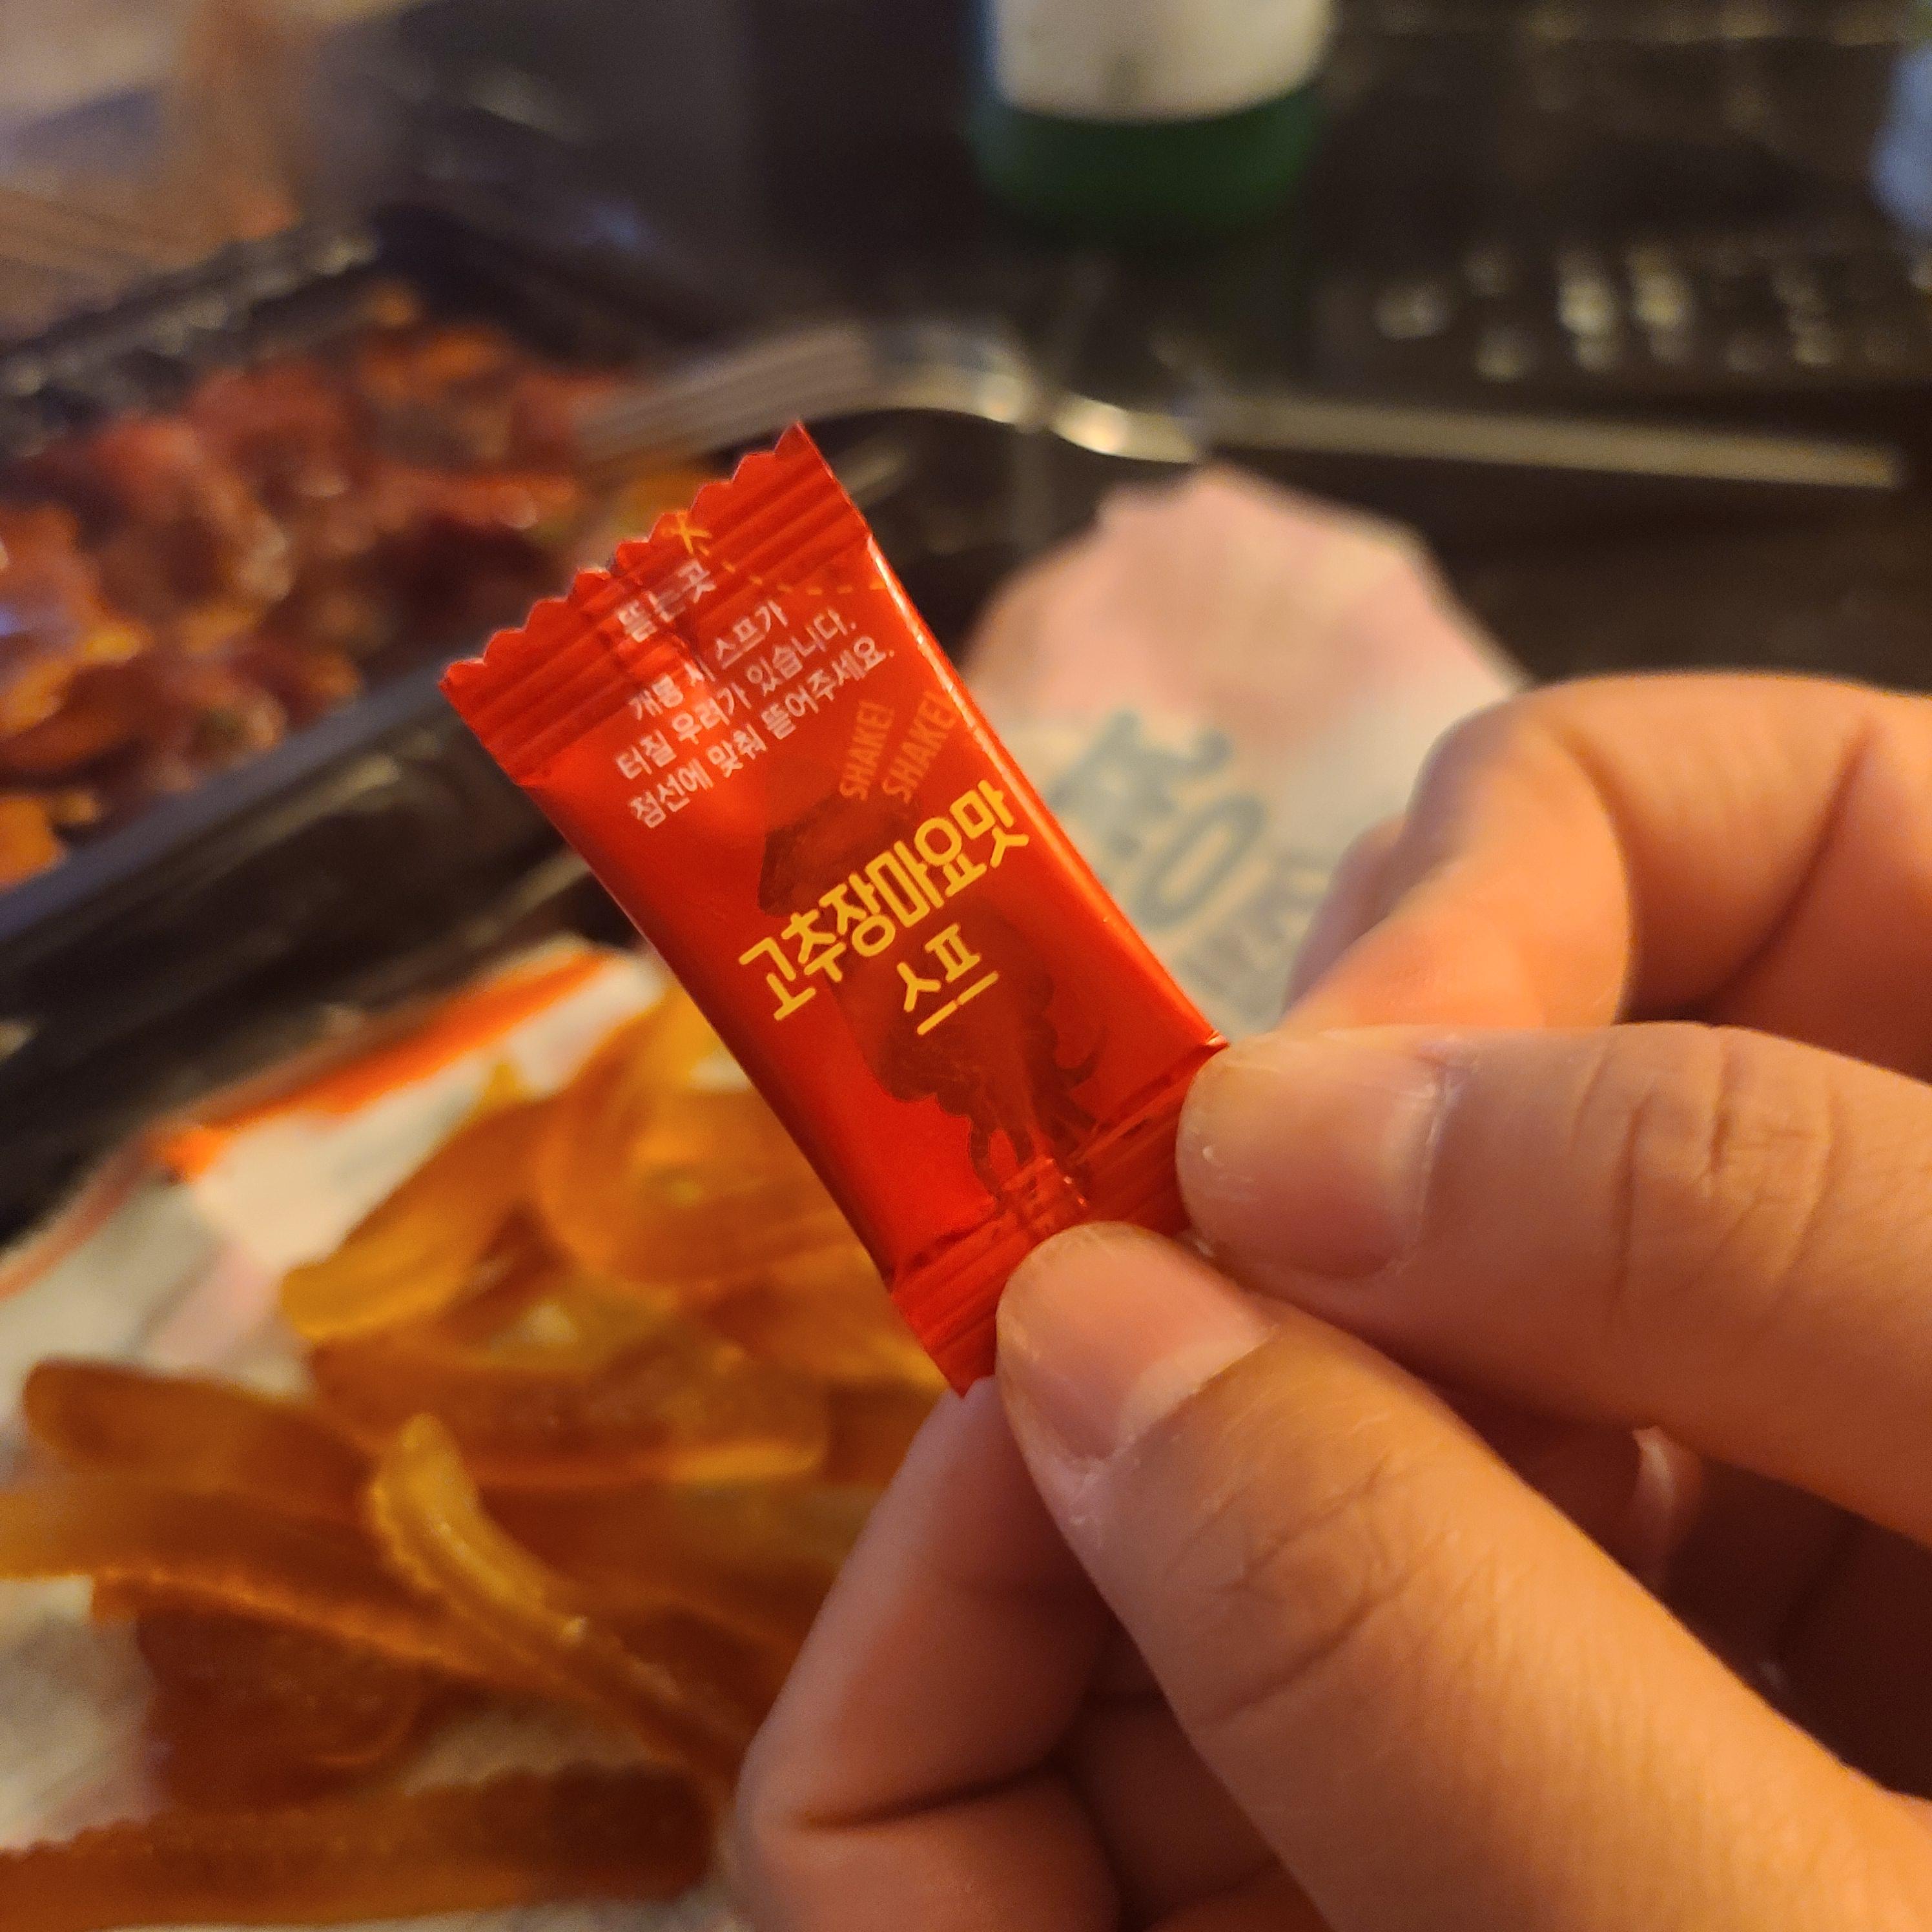 뜯는곳
개봉 시 스프가
터질 우려가 있습니다.
점선에 맞춰 뜯어주세요.
SHAKE!
SHAKE!
고추장마요맛
스프